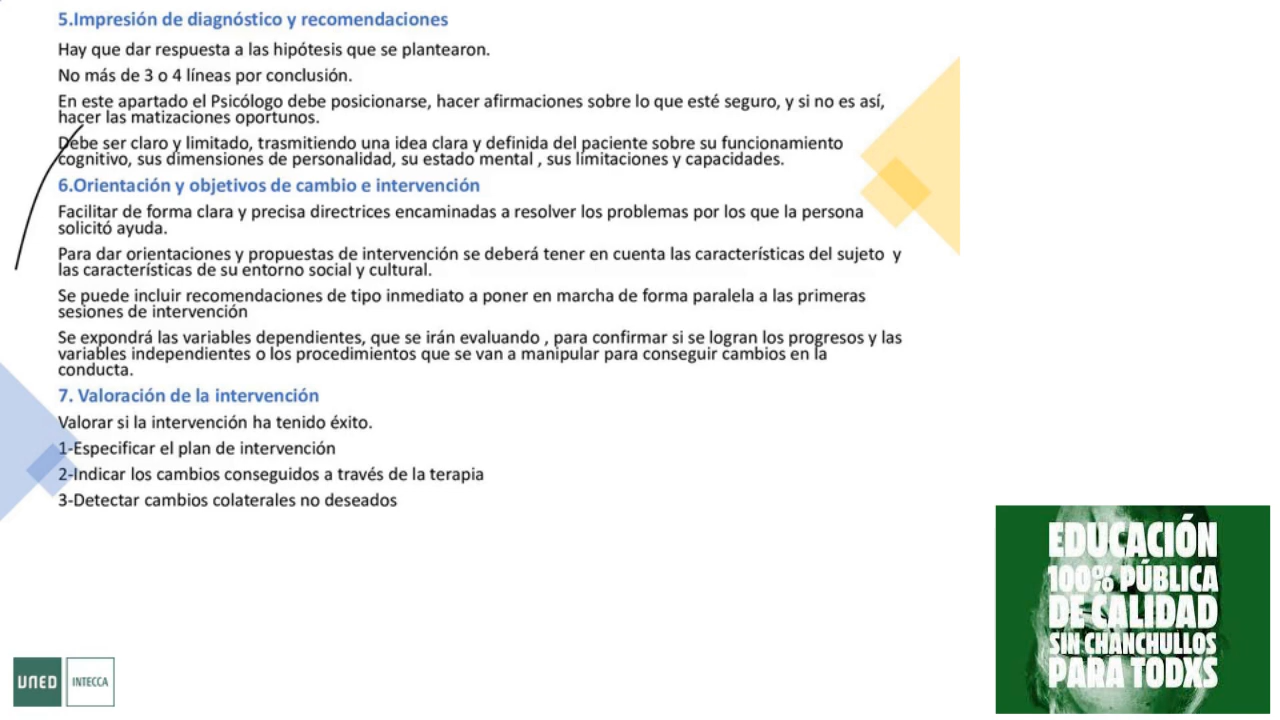 5.Impresión de diagnóstico y recomendaciones
Hay que dar respuesta a las hipótesis que se plantearon.
No más de 3 o 4 líneas por conclusión.
En este apartado el Psicólogo debe posicionarse, hacer afirmaciones sobre lo que esté seguro, y si no es así,
hacer las matizaciones oportunos.
Debe ser claro y limitado, trasmitiendo una idea clara y definida del paciente sobre su funcionamiento
cognitivo, sus dimensiones de personalidad, su estado mental , sus limitaciones y capacidades.
6.Orientación y objetivos de cambio e intervención
Facilitar de forma clara y precisa directrices encaminadas a resolver los problemas por los que la persona
solicitó ayuda.
Para dar orientaciones y propuestas de intervención se deberá tener en cuenta las características del sujeto y
las características de su entorno social y cultural.
Se puede incluir recomendaciones de tipo inmediato a poner en marcha de forma paralela a las primeras
sesiones de intervención
Se expondrá las variables dependientes, que se irán evaluando , para confirmar si se logran los progresos y las
variables independientes o los procedimientos que se van a manipular para conseguir cambios en la
conducta.
7. Valoración de la intervención
Valorar si la intervención ha tenido éxito.
1-Especificar el plan de intervención
2-Indicar los cambios conseguidos a través de la terapia
3-Detectar cambios colaterales no deseados
EDUCACIÓN
100% PÚBLICA
DE CALIDAD
SIN CHANCHULLOS
PARA TODXS
UNED INTECCA